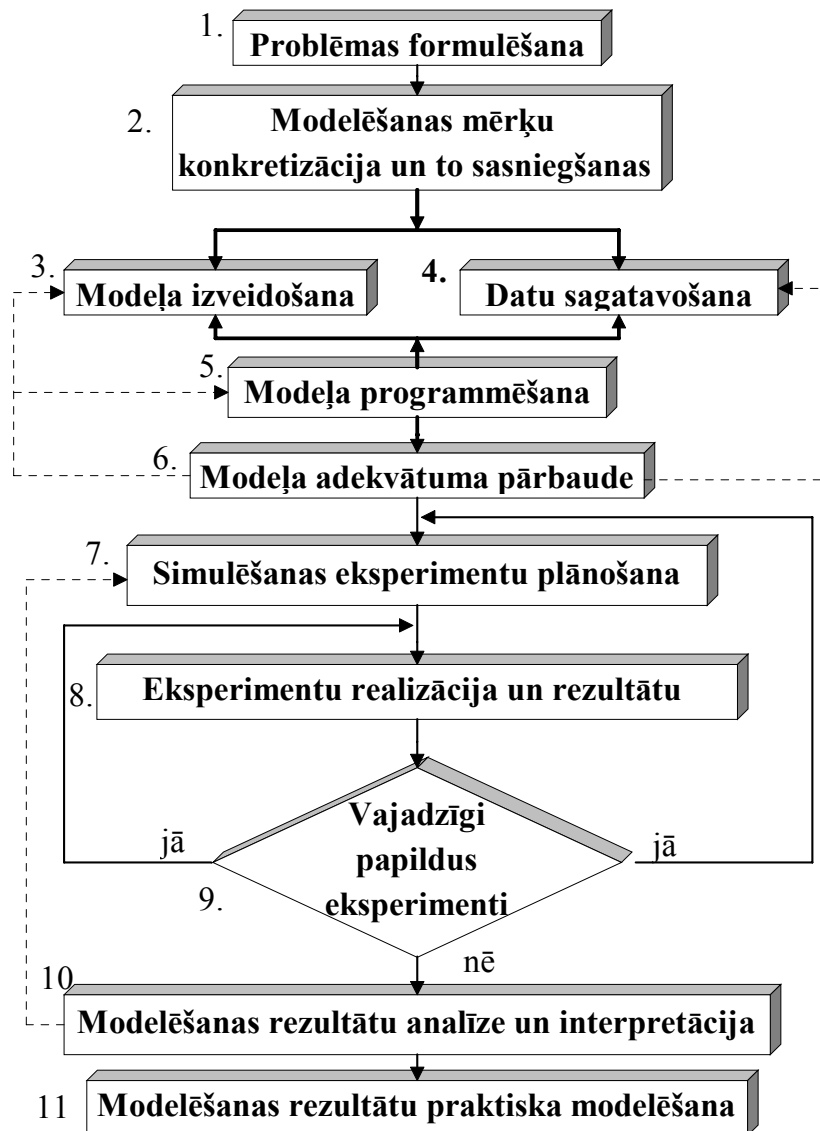 1.
Problēmas formulēšana
2.
Modelēšanas mērķu
konkretizācija un to sasniegšanas
3.
Modeļa izveidošana
4.
Datu sagatavošana
5.
Modeļa programmēšana
6.
Modeļa adekvātuma pārbaude
7.
Simulēšanas eksperimentu plānošana
8.
Eksperimentu realizācija un rezultātu
Vajadzīgi
papildus
eksperimenti
jā
jā
9.
nē
10
Modelēšanas rezultātu analīze un interpretācija
11
Modelēšanas rezultātu praktiska modelēšana